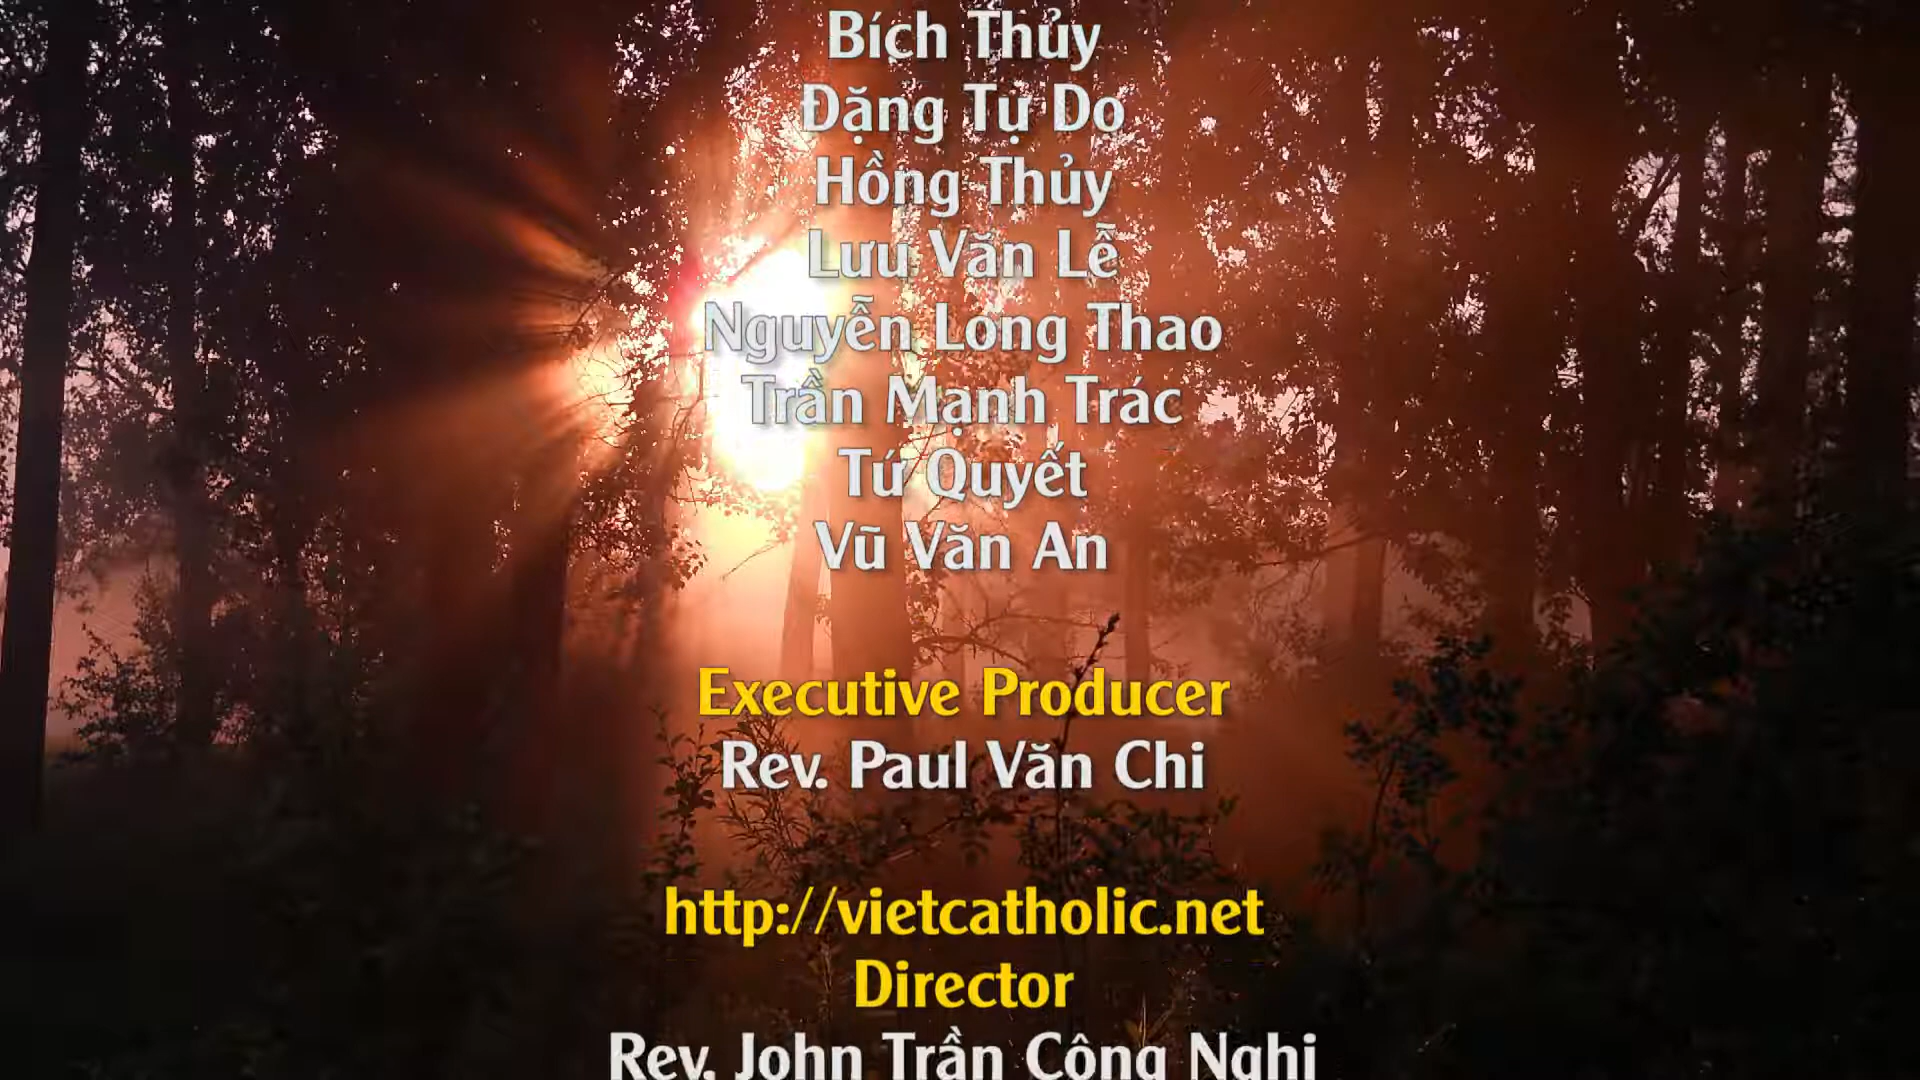 Bích Thủy
Đặng Tự Do
Hồng Thủy
Lưu Văn Lễ
Nguyễn Long Thao
Trần Mạnh Trác
Tứ Quyết
Vũ Văn An
Executive Producer
Rev. Paul Văn Chi
http://vietcatholic.net
Director
Rev. John Trần Công Nghị